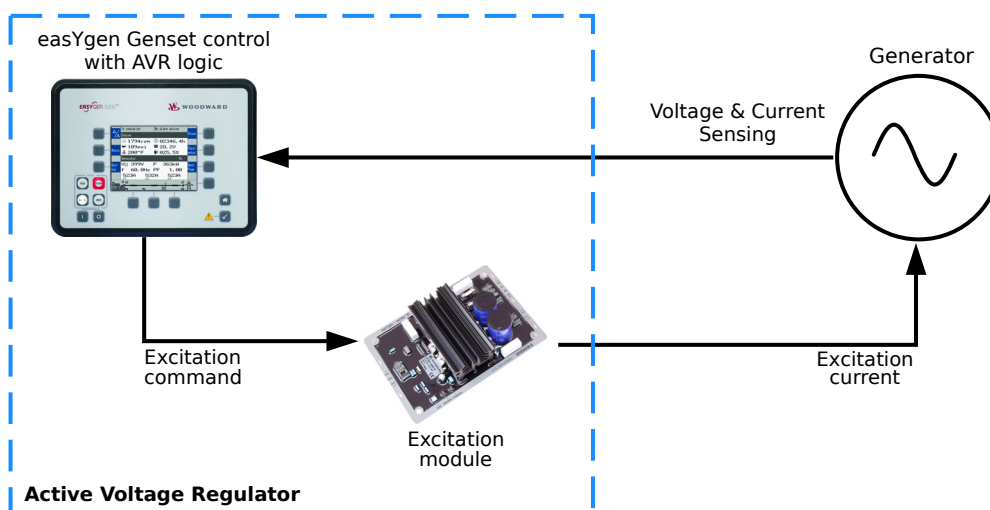 easYgen Genset control
with AVR logic
Generator
EASYGEN
WOODWARD
Voltage & Current
Sensing
Excitation
command
Excitation
module
Excitation
current
Active Voltage Regulator